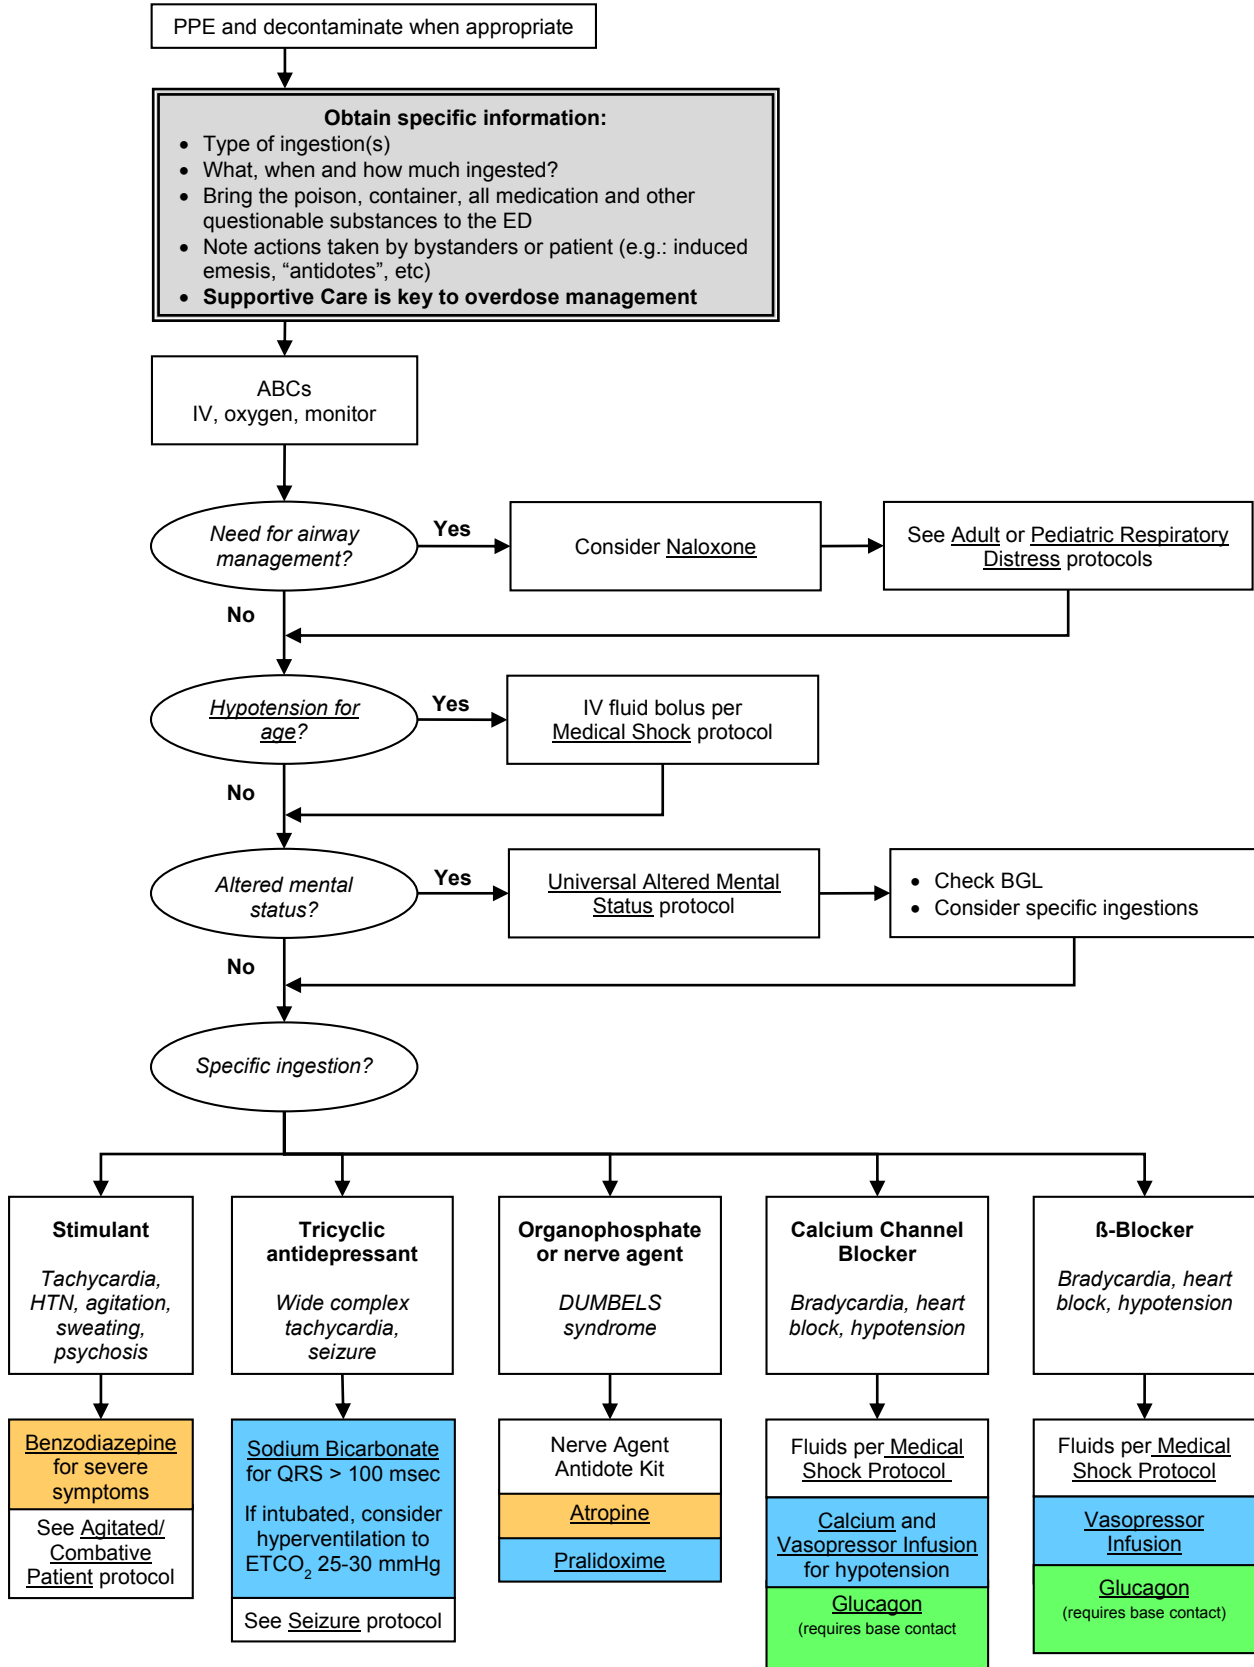 PPE and decontaminate when appropriate
Obtain specific information:
• Type of ingestion(s)
• What, when and how much ingested?
• Bring the poison, container, all medication and other
questionable substances to the ED
• Note actions taken by bystanders or patient (e.g.: induced
emesis, “antidotes”, etc)
• Supportive Care is key to overdose management
ABCs
IV, oxygen, monitor
Need for airway
management?
Yes
Consider Naloxone
See Adult or Pediatric Respiratory
Distress protocols
No
Hypotension for
age?
Yes
IV fluid bolus per
Medical Shock protocol
No
Altered mental
status?
Yes
Universal Altered Mental
Status protocol
• Check BGL
• Consider specific ingestions
No
Specific ingestion?
Stimulant
Tachycardia,
HTN, agitation,
sweating,
psychosis
Benzodiazepine
for severe
symptoms
See Agitated/
Combative
Patient protocol
Tricyclic
antidepressant
Wide complex
tachycardia,
seizure
Sodium Bicarbonate
for QRS > 100 msec
If intubated, consider
hyperventilation to
ETCO2 25-30 mmHg
See Seizure protocol
Organophosphate
or nerve agent
DUMBELS
syndrome
Nerve Agent
Antidote Kit
Atropine
Pralidoxime
Calcium Channel
Blocker
Bradycardia, heart
block, hypotension
Fluids per Medical
Shock Protocol
Calcium and
Vasopressor Infusion
for hypotension
Glucagon
(requires base contact
ß-Blocker
Bradycardia, heart
block, hypotension
Fluids per Medical
Shock Protocol
Vasopressor
Infusion
Glucagon
(requires base contact)